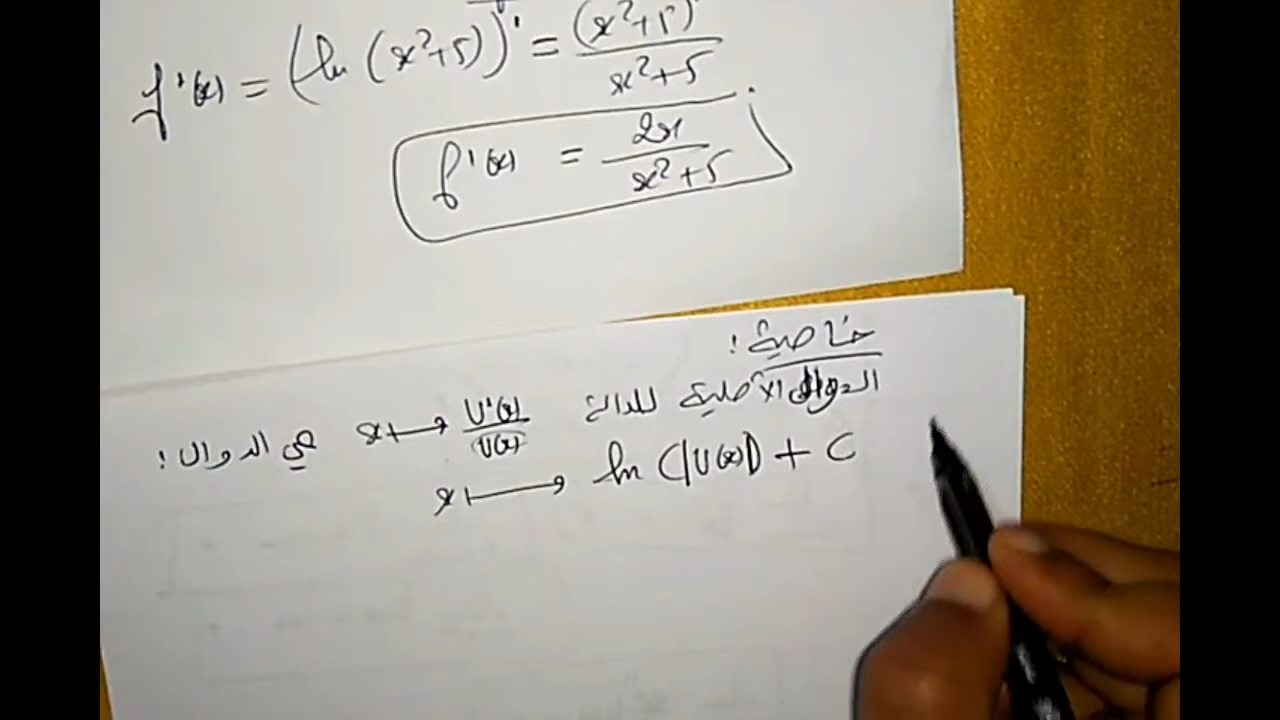 f'(x) = (ln (x²+5))' = (x²+5)' / x²+5
f'(x) = 2x / x²+5
خاصية :
الدوال الأصلية للدالة x ↦ U'(x) / U(x) هي الدوال :
x ↦ ln (|U(x)|) + C